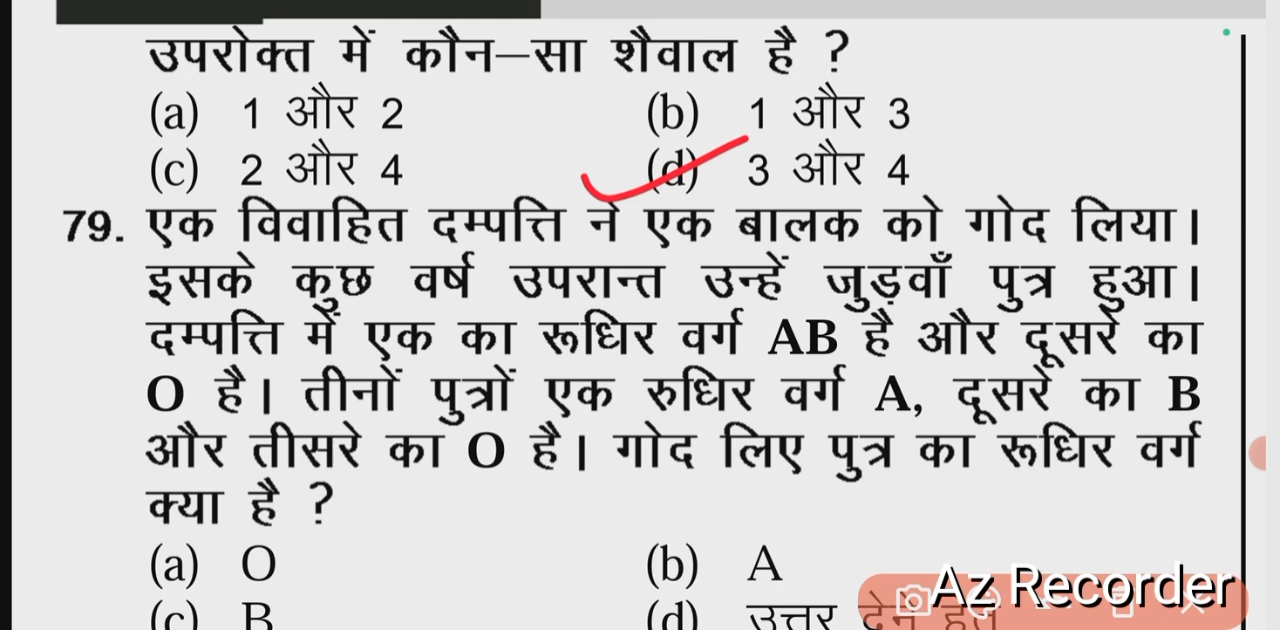 उपरोक्त में कौन–सा शैवाल है ?
(a) 1 और 2 (b) 1 और 3
(c) 2 और 4 (d) 3 और 4
79. एक विवाहित दम्पत्ति ने एक बालक को गोद लिया।
इसके कुछ वर्ष उपरान्त उन्हें जुड़वाँ पुत्र हुआ।
दम्पत्ति में एक का रूधिर वर्ग AB है और दूसरे का
O है। तीनों पुत्रों एक रुधिर वर्ग A, दूसरे का B
और तीसरे का O है। गोद लिए पुत्र का रूधिर वर्ग
क्या है ?
(a) O (b) A
(c) B (d) उत्तर देने हेतु
Az Recorder